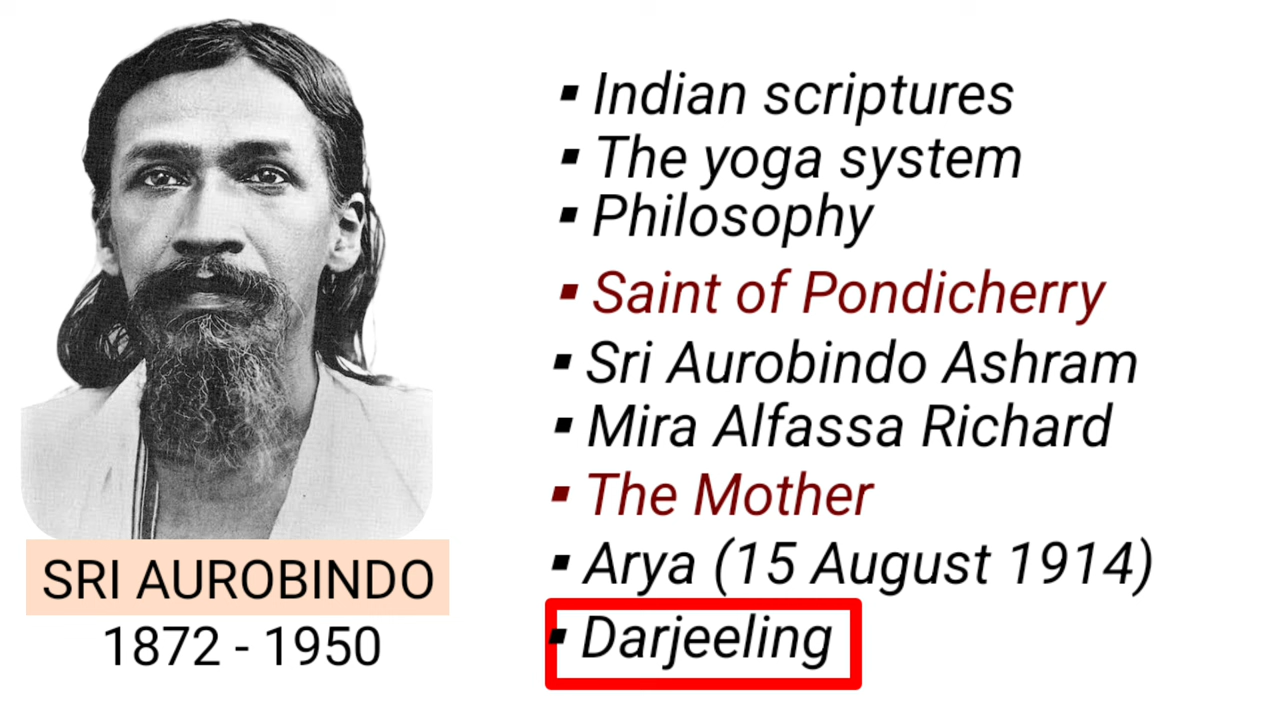 SRI AUROBINDO
1872 - 1950
▪ Indian scriptures
▪ The yoga system
▪ Philosophy
▪ Saint of Pondicherry
▪ Sri Aurobindo Ashram
▪ Mira Alfassa Richard
▪ The Mother
▪ Arya (15 August 1914)
▪ Darjeeling